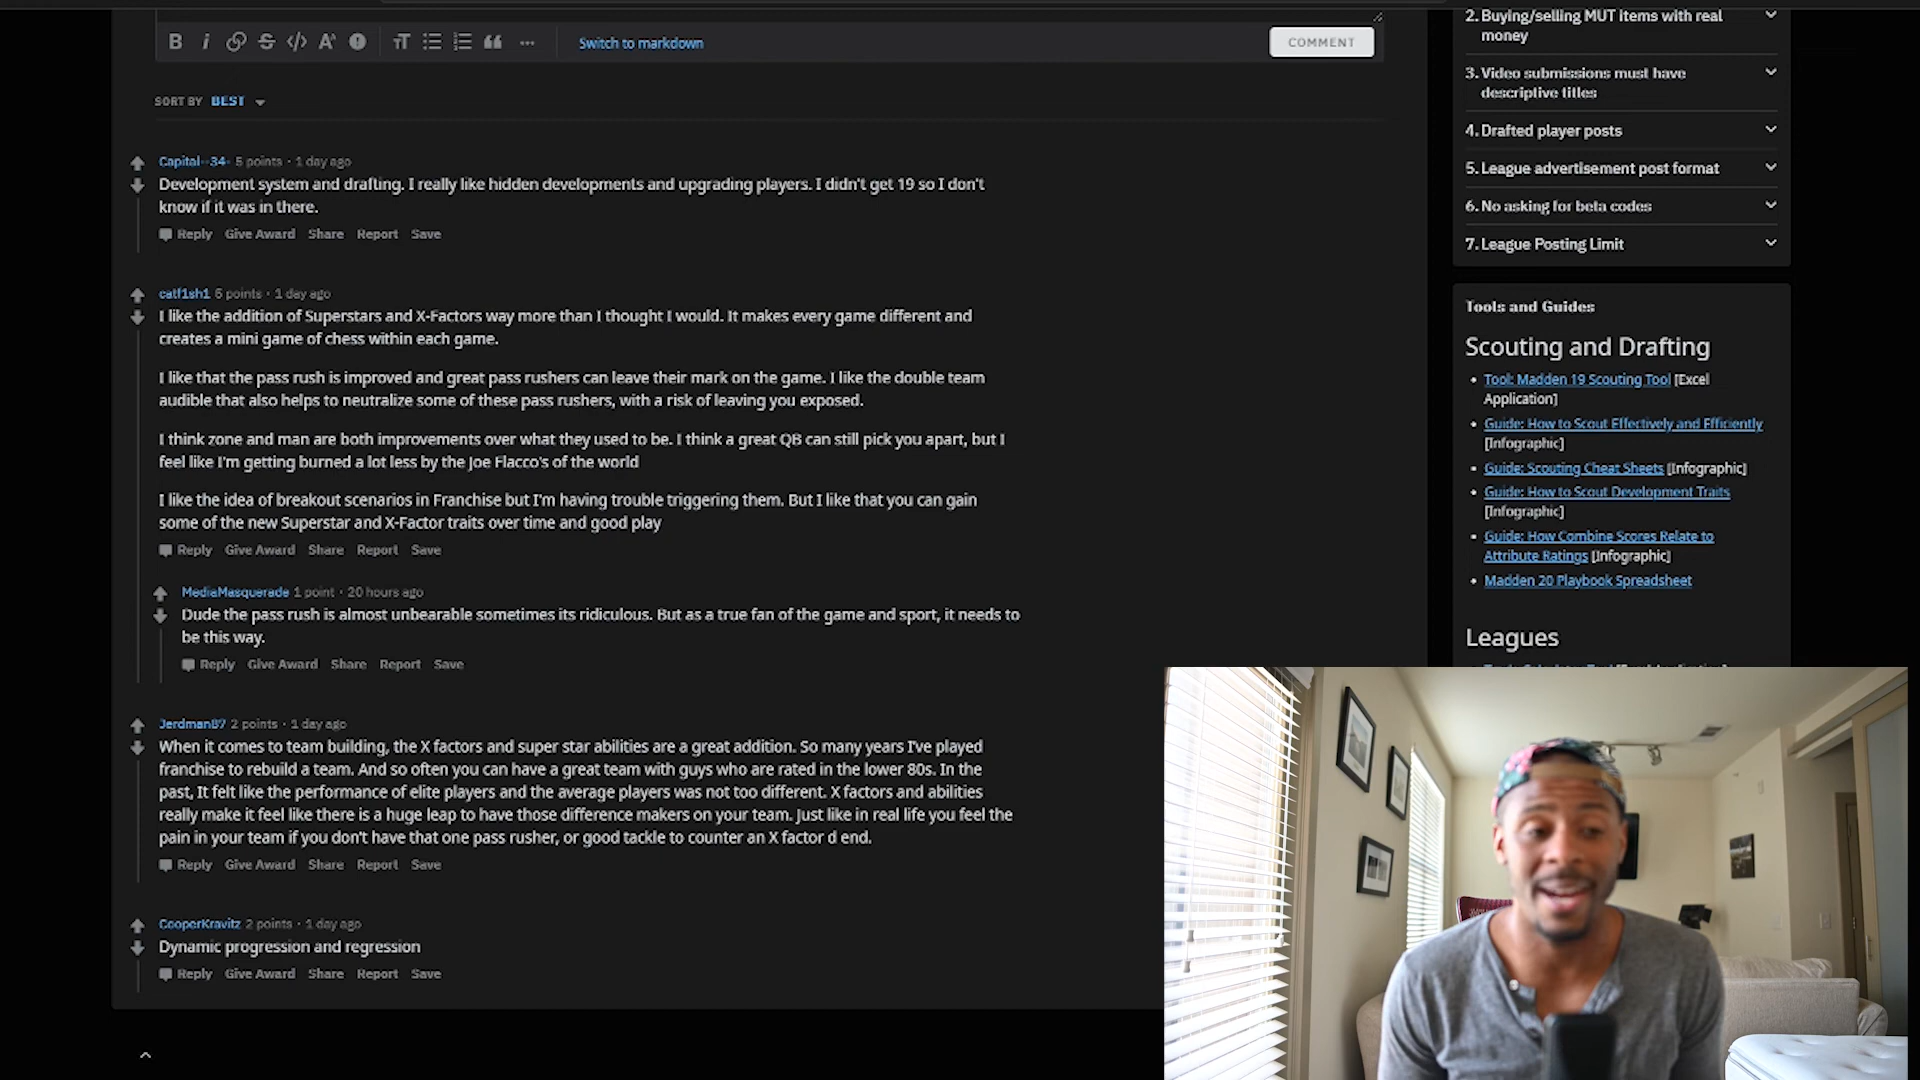 Switch to markdown
COMMENT
SORT BY BEST
Capital--34- 5 points · 1 day ago
Development system and drafting. I really like hidden developments and upgrading players. I didn't get 19 so I don't
know if it was in there.
Reply Give Award Share Report Save
catf1sh1 5 points · 1 day ago
I like the addition of Superstars and X-Factors way more than I thought I would. It makes every game different and
creates a mini game of chess within each game.
I like that the pass rush is improved and great pass rushers can leave their mark on the game. I like the double team
audible that also helps to neutralize some of these pass rushers, with a risk of leaving you exposed.
I think zone and man are both improvements over what they used to be. I think a great QB can still pick you apart, but I
feel like I'm getting burned a lot less by the Joe Flacco's of the world
I like the idea of breakout scenarios in Franchise but I'm having trouble triggering them. But I like that you can gain
some of the new Superstar and X-Factor traits over time and good play
Reply Give Award Share Report Save
MediaMasquerade 1 point · 20 hours ago
Dude the pass rush is almost unbearable sometimes its ridiculous. But as a true fan of the game and sport, it needs to
be this way.
Reply Give Award Share Report Save
Jerdman87 2 points · 1 day ago
When it comes to team building, the X factors and super star abilities are a great addition. So many years I've played
franchise to rebuild a team. And so often you can have a great team with guys who are rated in the lower 80s. In the
past, It felt like the performance of elite players and the average players was not too different. X factors and abilities
really make it feel like there is a huge leap to have those difference makers on your team. Just like in real life you feel the
pain in your team if you don't have that one pass rusher, or good tackle to counter an X factor d end.
Reply Give Award Share Report Save
CooperKravitz 2 points · 1 day ago
Dynamic progression and regression
Reply Give Award Share Report Save
2. Buying/selling MUT items with real
money
3. Video submissions must have
descriptive titles
4. Drafted player posts
5. League advertisement post format
6. No asking for beta codes
7. League Posting Limit
Tools and Guides
Scouting and Drafting
• Tool: Madden 19 Scouting Tool [Excel
Application]
• Guide: How to Scout Effectively and Efficiently
[Infographic]
• Guide: Scouting Cheat Sheets [Infographic]
• Guide: How to Scout Development Traits
[Infographic]
• Guide: How Combine Scores Relate to
Attribute Ratings [Infographic]
• Madden 20 Playbook Spreadsheet
Leagues